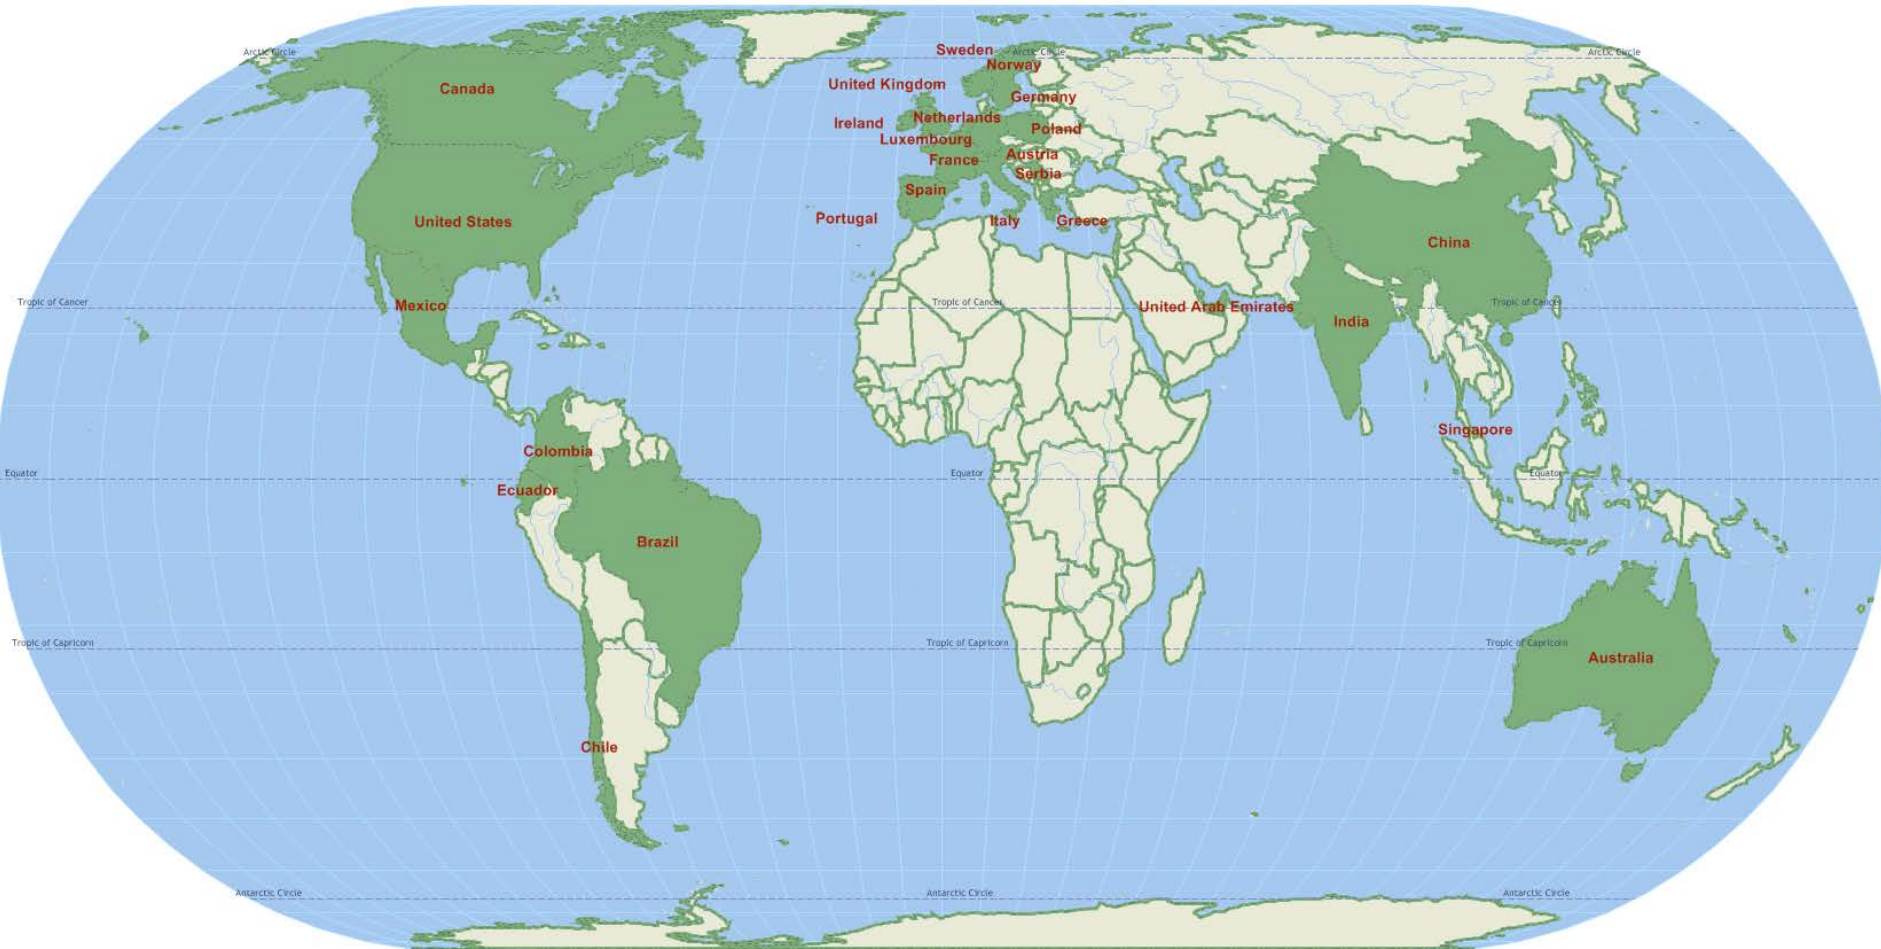 Sweden
Arctic Circle
Arctic Circle
Arctic Circle
Norway
United Kingdom
Canada
Germany
Netherlands
Ireland
Poland
Luxembourg
Austria
France
Serbia
Spain
Portugal
Italy
Greece
United States
China
Tropic of Cancer
Mexico
Tropic of Cancer
United Arab Emirates
Tropic of Cancer
India
Singapore
Colombia
Equator
Equator
Equator
Ecuador
Brazil
Tropic of Capricorn
Tropic of Capricorn
Tropic of Capricorn
Australia
Chile
Antarctic Circle
Antarctic Circle
Antarctic Circle